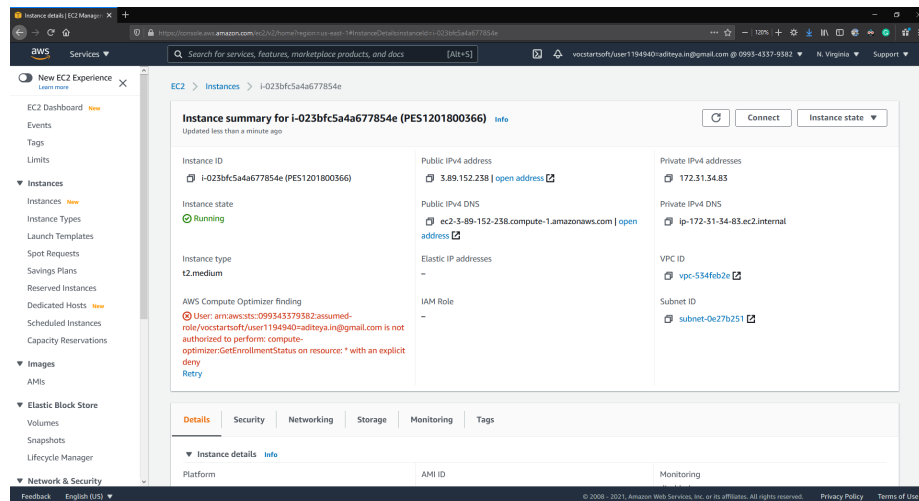 Instance details | EC2 Manager
https://console.aws.amazon.com/ec2/v2/home?region=us-east-1#InstanceDetails:instanceId=i-023bfc5a4a677854e
120%
aws
Services
Search for services, features, marketplace products, and docs
[Alt+S]
vocstartsoft/user1194940=aditeya.in@gmail.com @ 0993-4337-9382
N. Virginia
Support
New EC2 Experience
Learn more
EC2 Dashboard New
Events
Tags
Limits
Instances
Instances New
Instance Types
Launch Templates
Spot Requests
Savings Plans
Reserved Instances
Dedicated Hosts New
Scheduled Instances
Capacity Reservations
Images
AMIs
Elastic Block Store
Volumes
Snapshots
Lifecycle Manager
Network & Security
EC2 > Instances > i-023bfc5a4a677854e
Instance summary for i-023bfc5a4a677854e (PES1201800366) Info
Updated less than a minute ago
Connect
Instance state
Instance ID
i-023bfc5a4a677854e (PES1201800366)
Public IPv4 address
3.89.152.238 | open address
Private IPv4 addresses
172.31.34.83
Instance state
Running
Public IPv4 DNS
ec2-3-89-152-238.compute-1.amazonaws.com | open
address
Private IPv4 DNS
ip-172-31-34-83.ec2.internal
Instance type
t2.medium
Elastic IP addresses
–
VPC ID
vpc-534feb2e
AWS Compute Optimizer finding
User: arn:aws:sts::099343379382:assumed-
role/vocstartsoft/user1194940=aditeya.in@gmail.com is not
authorized to perform: compute-
optimizer:GetEnrollmentStatus on resource: * with an explicit
deny
Retry
IAM Role
–
Subnet ID
subnet-0e27b251
Details
Security
Networking
Storage
Monitoring
Tags
Instance details Info
Platform
AMI ID
Monitoring
Feedback
English (US)
© 2008 - 2021, Amazon Web Services, Inc. or its affiliates. All rights reserved.
Privacy Policy
Terms of Use